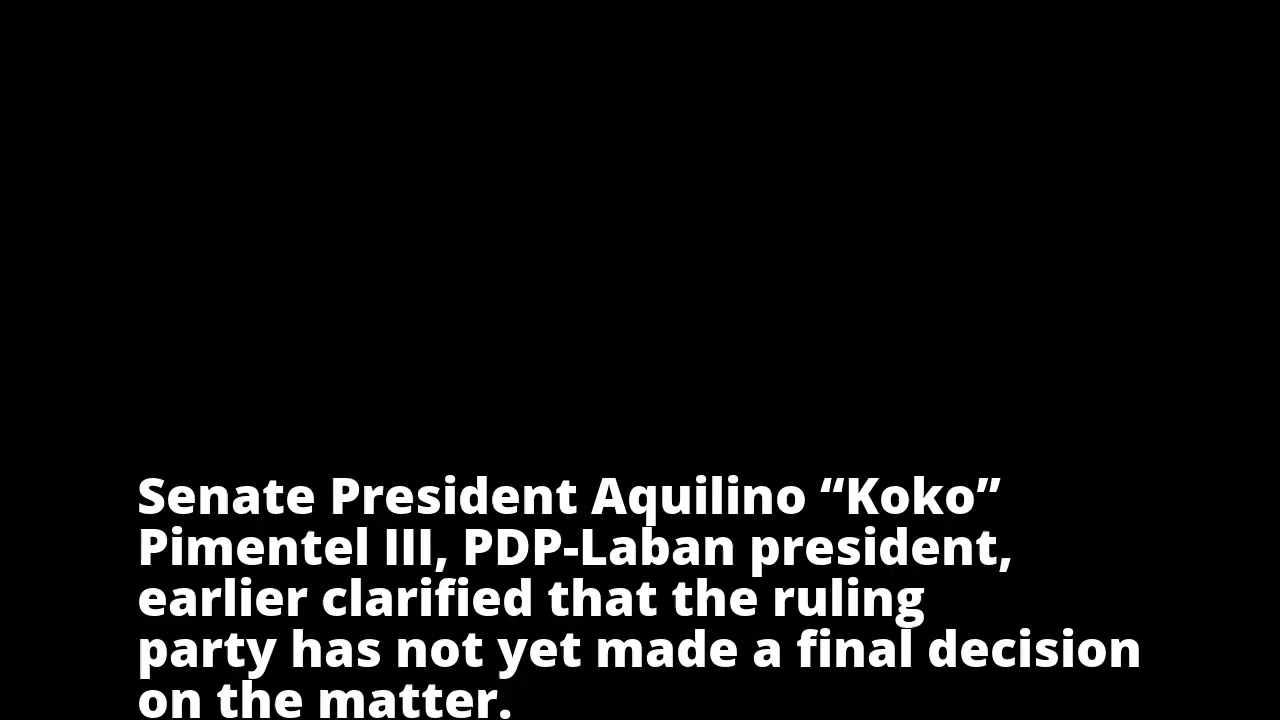 Senate President Aquilino “Koko”
Pimentel III, PDP-Laban president,
earlier clarified that the ruling
party has not yet made a final decision
on the matter.